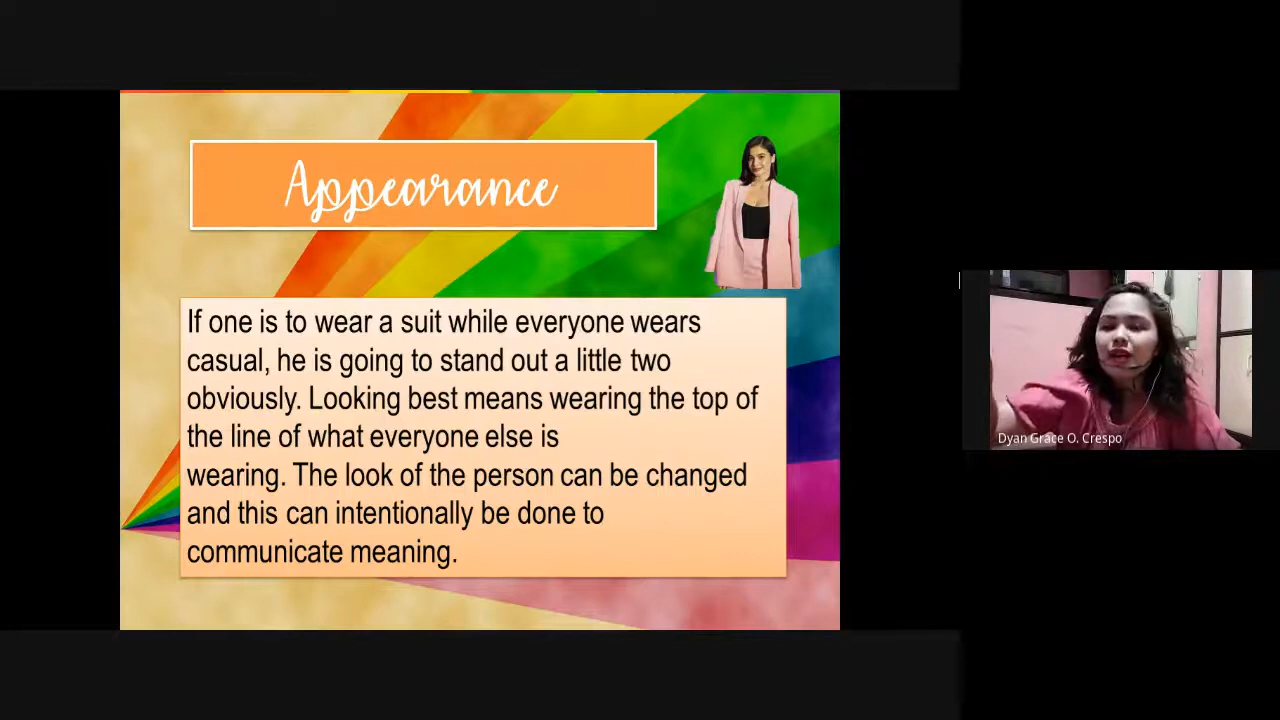 Appearance
If one is to wear a suit while everyone wears
casual, he is going to stand out a little two
obviously. Looking best means wearing the top of
the line of what everyone else is
wearing. The look of the person can be changed
and this can intentionally be done to
communicate meaning.
Dyan Grace O. Crespo